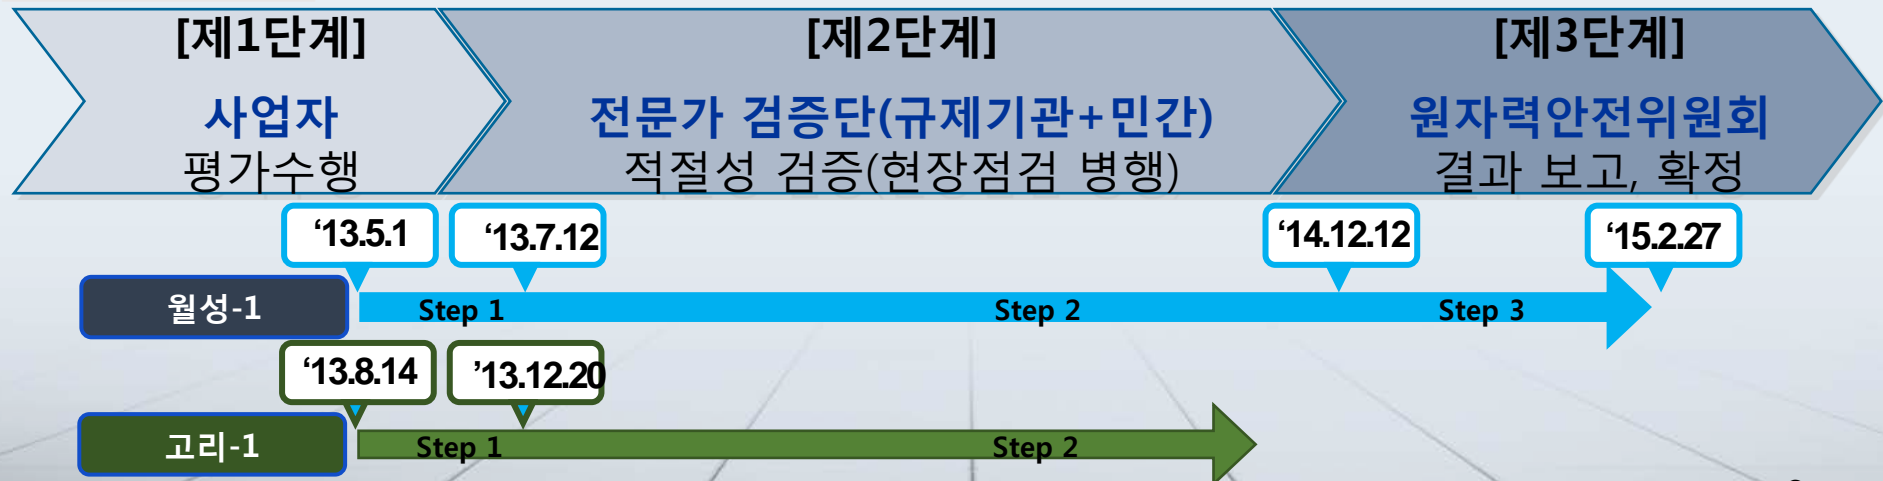 [제1단계]
[제2단계]
[제3단계]
사업자
전문가 검증단(규제기관+민간)
원자력안전위원회
평가수행
적절성 검증(현장점검 병행)
결과 보고, 확정
‘13.5.1
‘13.7.12
‘14.12.12
‘15.2.27
월성-1
Step 1
Step 2
Step 3
‘13.8.14
’13.12.20
고리-1
Step 1
Step 2